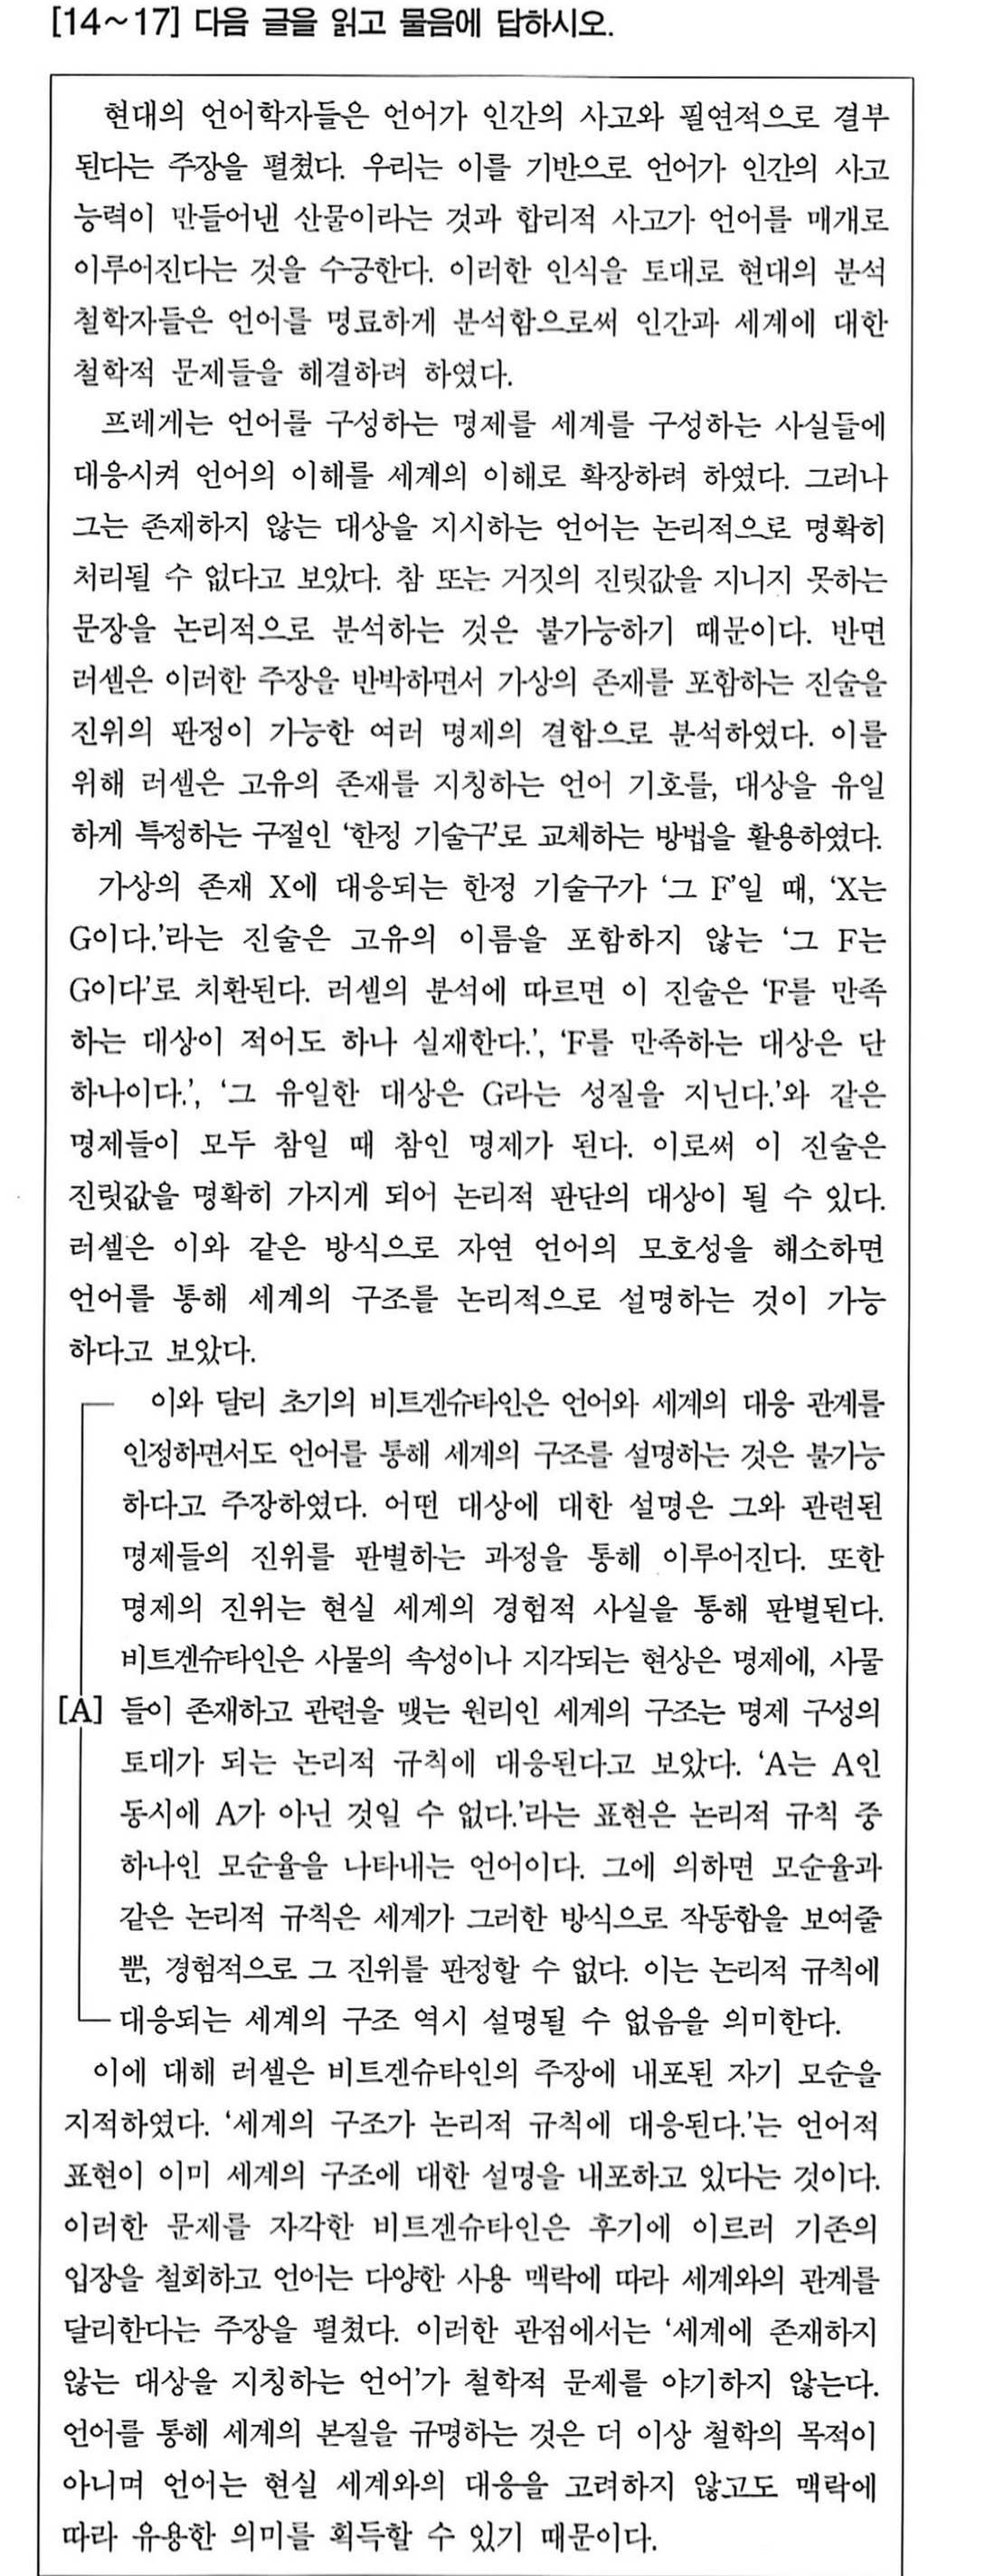 [14~17] 다음 글을 읽고 물음에 답하시오.
현대의 언어학자들은 언어가 인간의 사고와 필연적으로 결부
된다는 주장을 펼쳤다. 우리는 이를 기반으로 언어가 인간의 사고
능력이 만들어낸 산물이라는 것과 합리적 사고가 언어를 매개로
이루어진다는 것을 수긍한다. 이러한 인식을 토대로 현대의 분석
철학자들은 언어를 명료하게 분석함으로써 인간과 세계에 대한
철학적 문제들을 해결하려 하였다.
프레게는 언어를 구성하는 명제를 세계를 구성하는 사실들에
대응시켜 언어의 이해를 세계의 이해로 확장하려 하였다. 그러나
그는 존재하지 않는 대상을 지시하는 언어는 논리적으로 명확히
처리될 수 없다고 보았다. 참 또는 거짓의 진릿값을 지니지 못하는
문장을 논리적으로 분석하는 것은 불가능하기 때문이다. 반면
러셀은 이러한 주장을 반박하면서 가상의 존재를 포함하는 진술을
진위의 판정이 가능한 여러 명제의 결합으로 분석하였다. 이를
위해 러셀은 고유의 존재를 지칭하는 언어 기호를, 대상을 유일
하게 특정하는 구절인 ‘한정 기술구’로 교체하는 방법을 활용하였다.
가상의 존재 X에 대응되는 한정 기술구가 ‘그 F’일 때, ‘X는
G이다.’라는 진술은 고유의 이름을 포함하지 않는 ‘그 F는
G이다’로 치환된다. 러셀의 분석에 따르면 이 진술은 ‘F를 만족
하는 대상이 적어도 하나 실재한다.’, ‘F를 만족하는 대상은 단
하나이다.’, ‘그 유일한 대상은 G라는 성질을 지닌다.’와 같은
명제들이 모두 참일 때 참인 명제가 된다. 이로써 이 진술은
진릿값을 명확히 가지게 되어 논리적 판단의 대상이 될 수 있다.
러셀은 이와 같은 방식으로 자연 언어의 모호성을 해소하면
언어를 통해 세계의 구조를 논리적으로 설명하는 것이 가능
하다고 보았다.
이와 달리 초기의 비트겐슈타인은 언어와 세계의 대응 관계를
인정하면서도 언어를 통해 세계의 구조를 설명하는 것은 불가능
하다고 주장하였다. 어떤 대상에 대한 설명은 그와 관련된
명제들의 진위를 판별하는 과정을 통해 이루어진다. 또한
명제의 진위는 현실 세계의 경험적 사실을 통해 판별된다.
비트겐슈타인은 사물의 속성이나 지각되는 현상은 명제에, 사물
[A] 들이 존재하고 관련을 맺는 원리인 세계의 구조는 명제 구성의
토대가 되는 논리적 규칙에 대응된다고 보았다. ‘A는 A인
동시에 A가 아닌 것일 수 없다.’라는 표현은 논리적 규칙 중
하나인 모순율을 나타내는 언어이다. 그에 의하면 모순율과
같은 논리적 규칙은 세계가 그러한 방식으로 작동함을 보여줄
뿐, 경험적으로 그 진위를 판정할 수 없다. 이는 논리적 규칙에
대응되는 세계의 구조 역시 설명될 수 없음을 의미한다.
이에 대해 러셀은 비트겐슈타인의 주장에 내포된 자기 모순을
지적하였다. ‘세계의 구조가 논리적 규칙에 대응된다.’는 언어적
표현이 이미 세계의 구조에 대한 설명을 내포하고 있다는 것이다.
이러한 문제를 자각한 비트겐슈타인은 후기에 이르러 기존의
입장을 철회하고 언어는 다양한 사용 맥락에 따라 세계와의 관계를
달리한다는 주장을 펼쳤다. 이러한 관점에서는 ‘세계에 존재하지
않는 대상을 지칭하는 언어’가 철학적 문제를 야기하지 않는다.
언어를 통해 세계의 본질을 규명하는 것은 더 이상 철학의 목적이
아니며 언어는 현실 세계와의 대응을 고려하지 않고도 맥락에
따라 유용한 의미를 획득할 수 있기 때문이다.